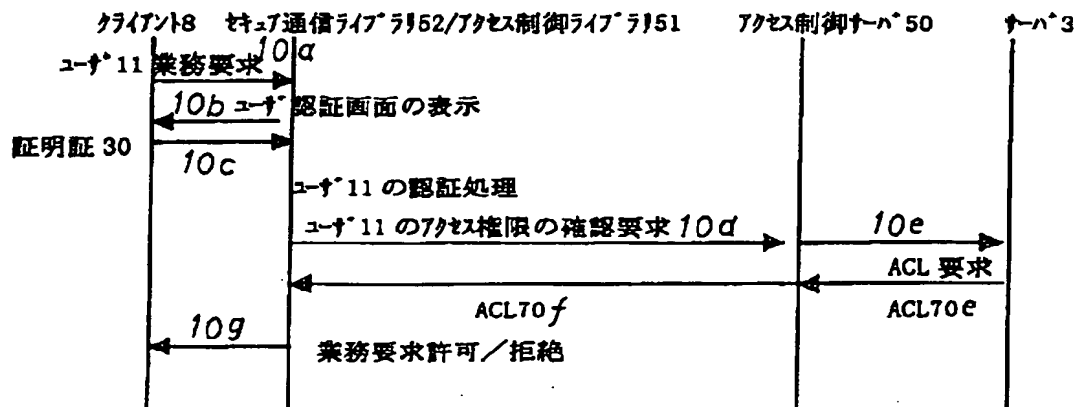 クライアント8 セキュア通信ライブラリ52/アクセス制御ライブラリ51 アクセス制御サーバ50 サーバ3
ユーザ11 業務要求 10a
10b ユーザ認証画面の表示
証明証 30
10c
ユーザ11 の認証処理
ユーザ11 のアクセス権限の確認要求 10d 10e
ACL 要求
ACL70f ACL70e
10g 業務要求許可/拒絶